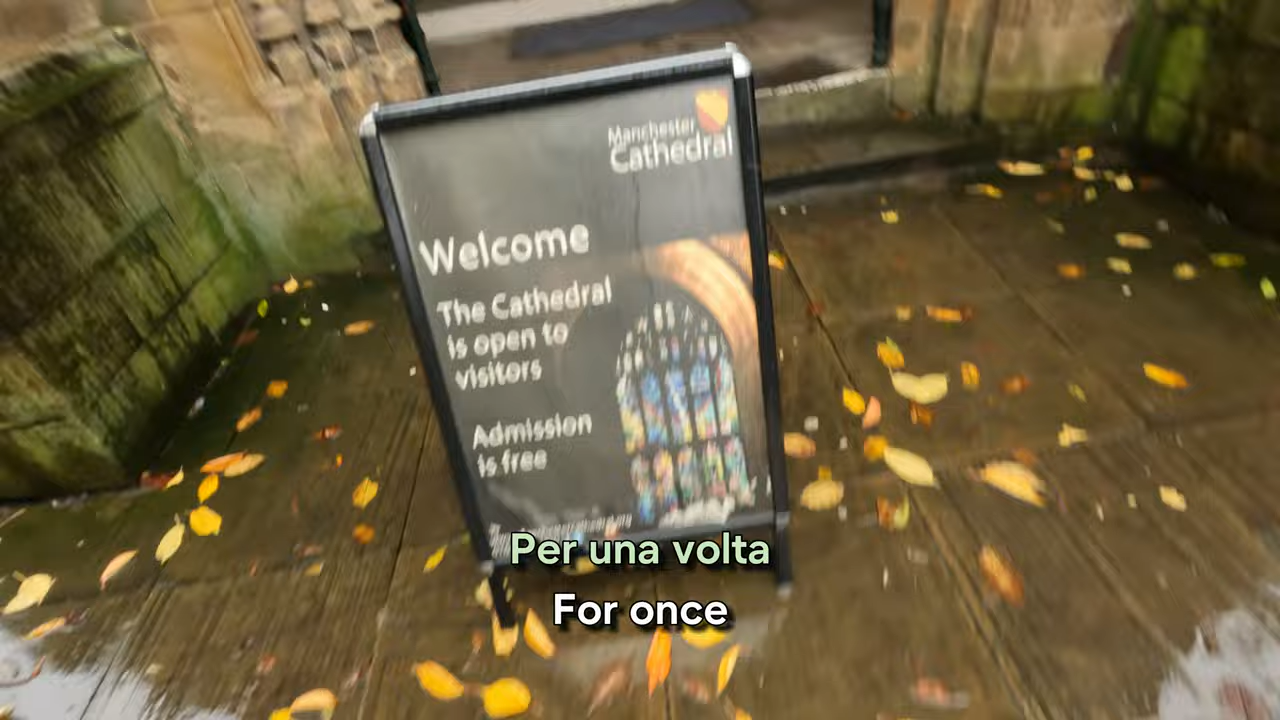 Manchester
Cathedral
Welcome
The Cathedral
is open to
visitors
Admission
is free
Per una volta
For once